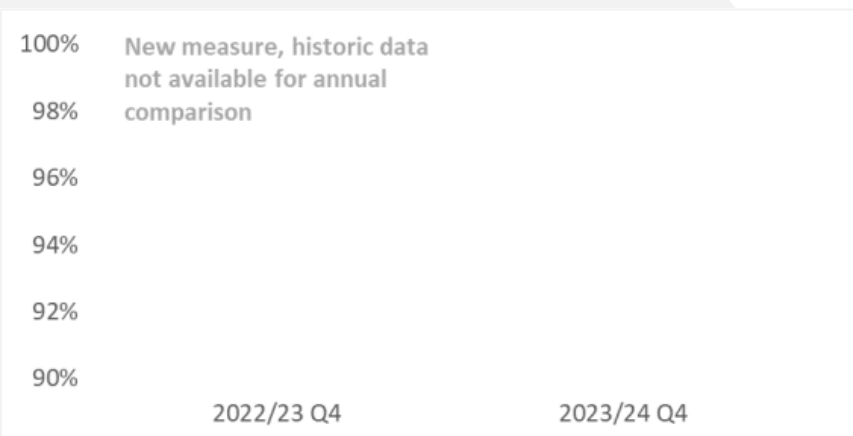 100%
New measure, historic data
not available for annual
98%
comparison
96%
94%
92%
90%
2022/23 Q4 2023/24 Q4